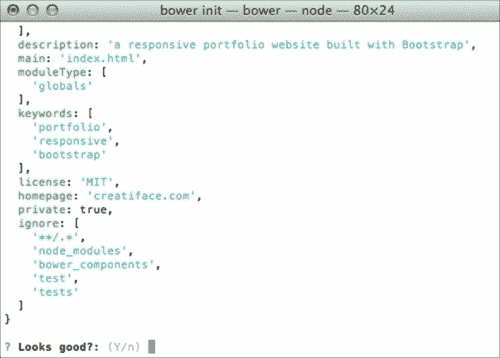 bower init — bower — node — 80×24
],
description: 'a responsive portfolio website built with Bootstrap',
main: 'index.html',
moduleType: [
'globals'
],
keywords: [
'portfolio',
'responsive',
'bootstrap'
],
license: 'MIT',
homepage: 'creatiface.com',
private: true,
ignore: [
'**/.*',
'node_modules',
'bower_components',
'test',
'tests'
]
}
? Looks good?: (Y/n)